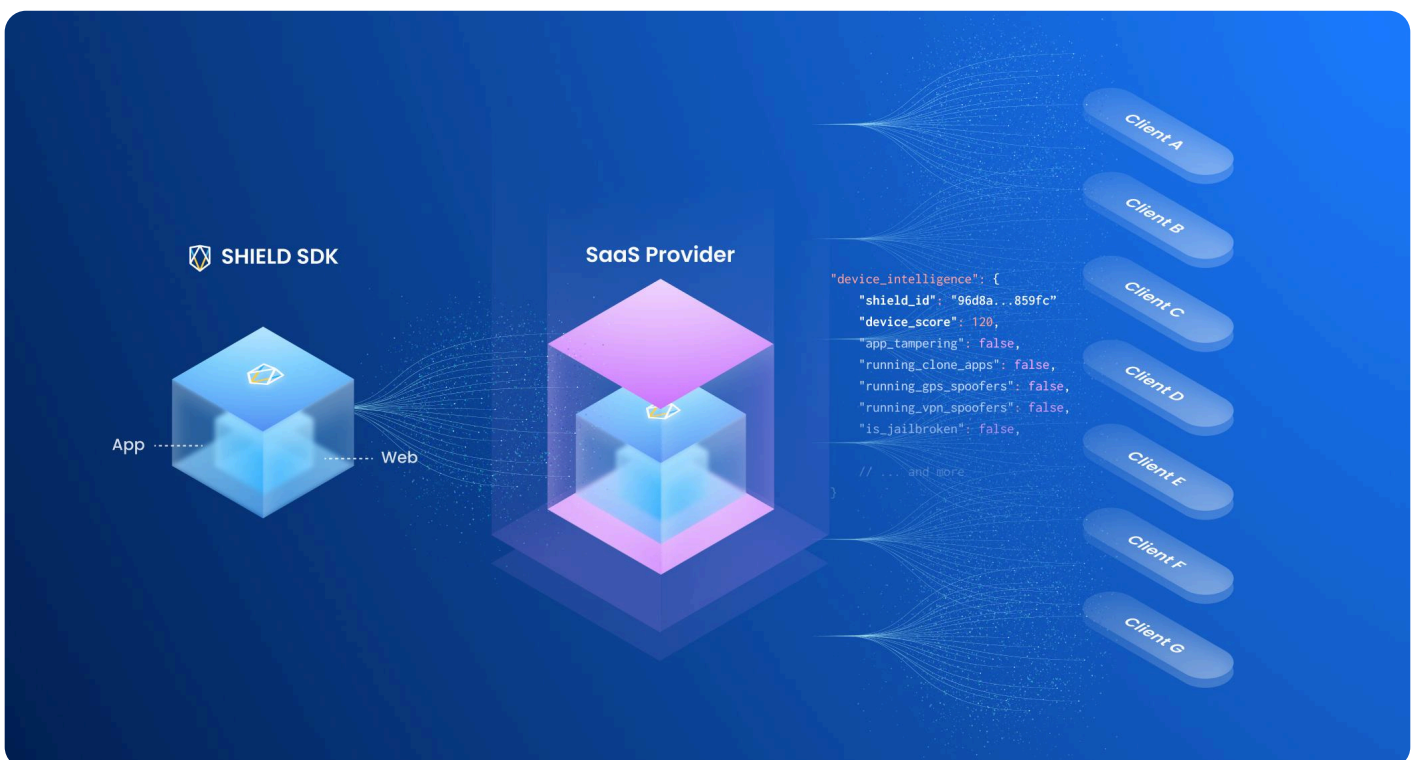 SHIELD SDK
App
Web
SaaS Provider
"device_intelligence": {
"shield_id": "96d8a...859fc”
"device_score": 120,
"app_tampering": false,
"running_clone_apps": false,
"running_gps_spoofers": false,
"running_vpn_spoofers": false,
"is_jailbroken": false,
// ... and more
}
Client A
Client B
Client C
Client D
Client E
Client F
Client G